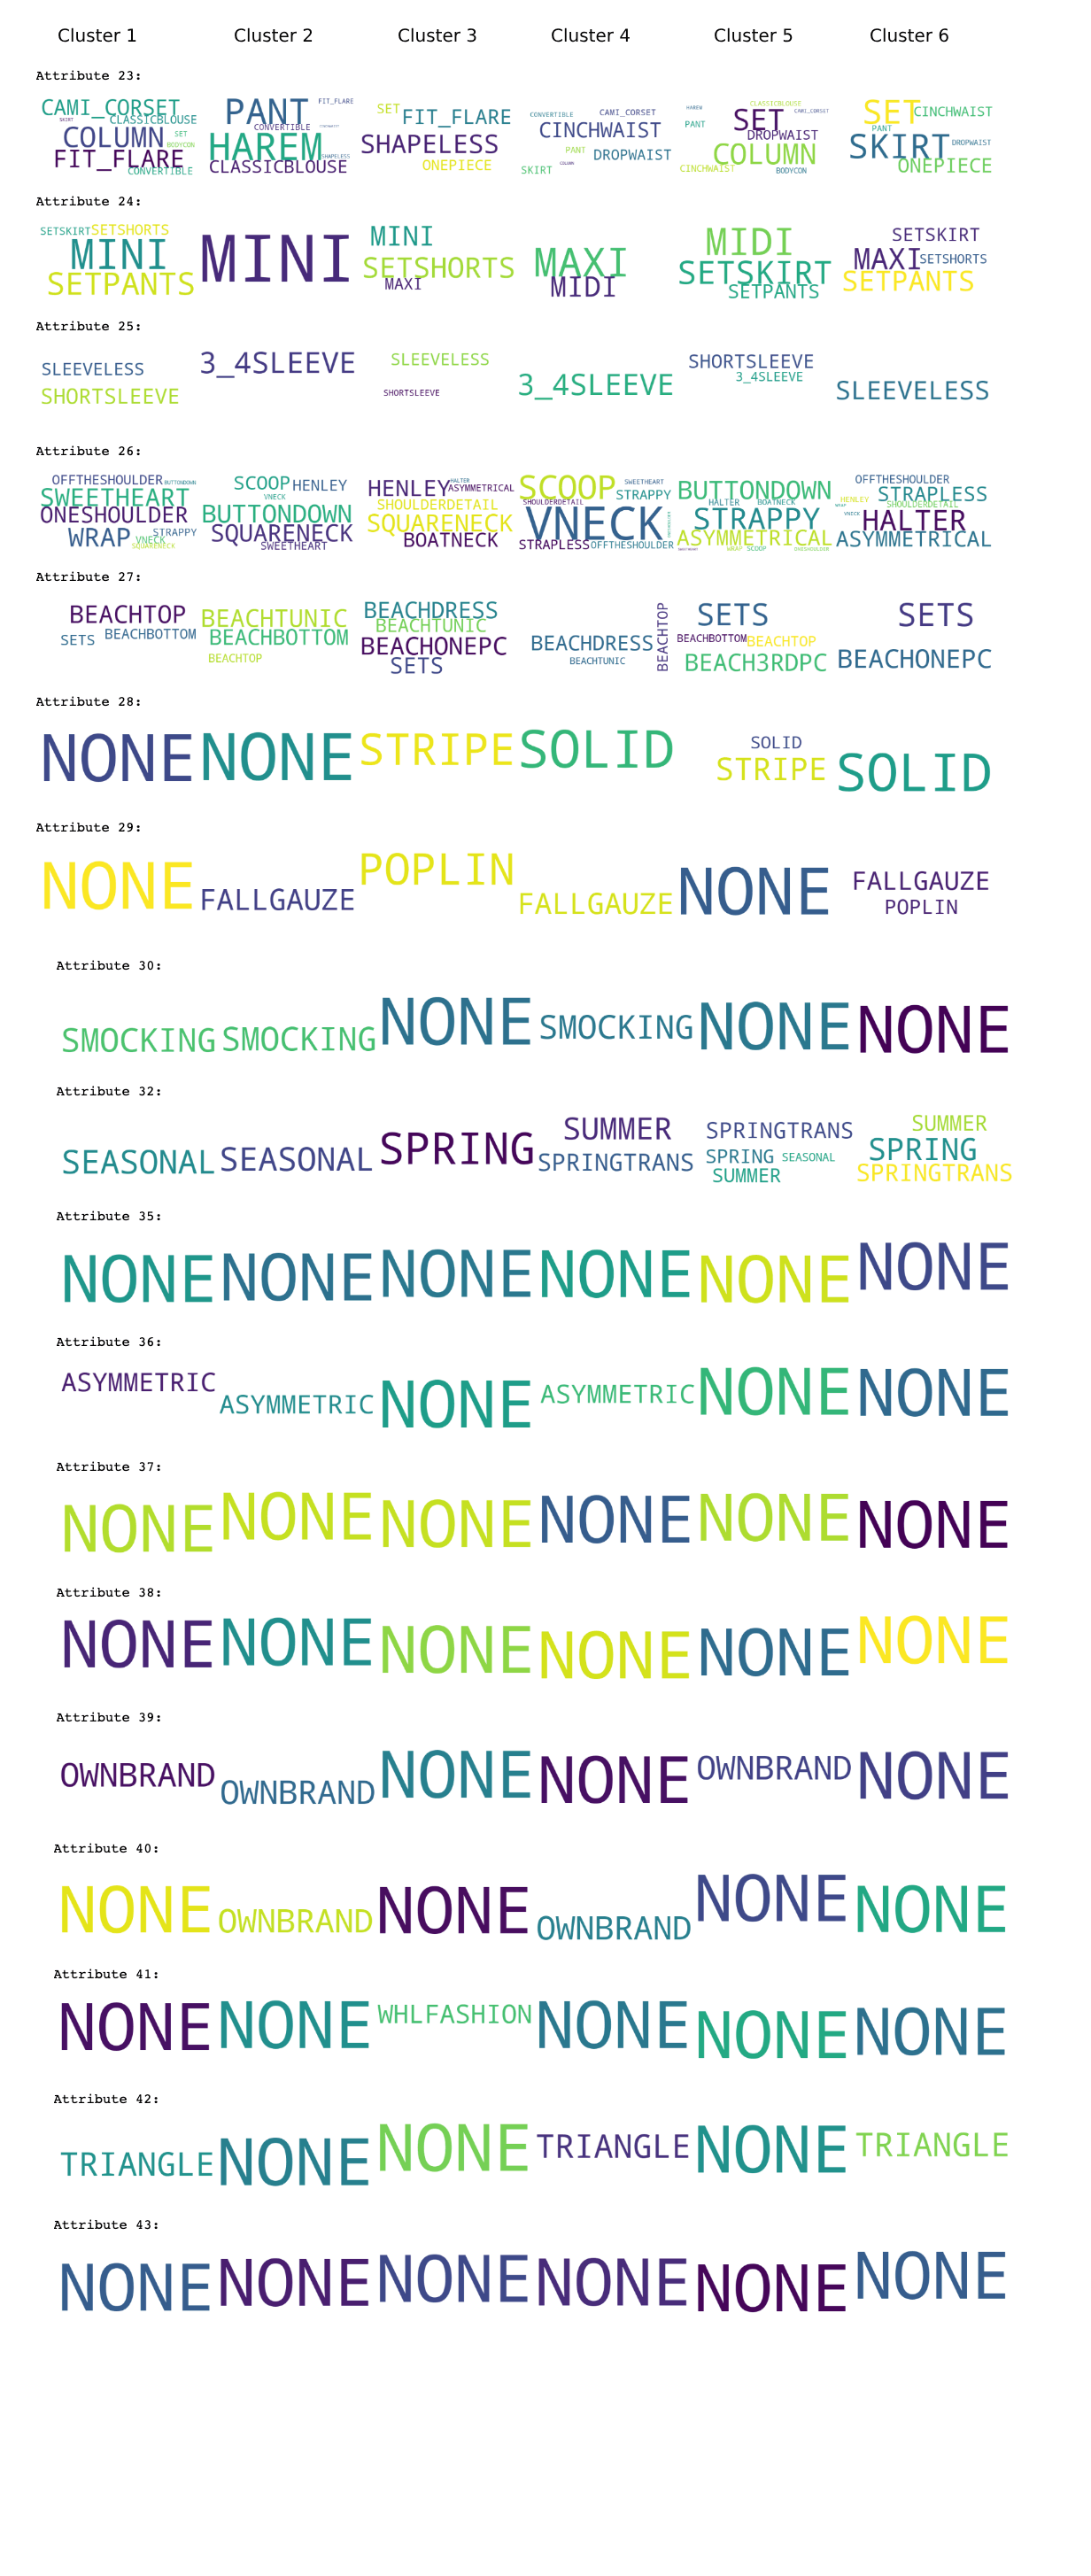 Cluster 1 Cluster 2 Cluster 3 Cluster 4 Cluster 5 Cluster 6
Attribute 23:
CAMI_CORSET CLASSICBLOUSE SKIRT COLUMN SET BODYCON FIT_FLARE CONVERTIBLE
PANT FIT_FLARE CONVERTIBLE HAREM SHAPELESS CLASSICBLOUSE
SET FIT_FLARE SHAPELESS ONEPIECE
CONVERTIBLE CAMI_CORSET CINCHWAIST PANT DROPWAIST COLUMN SKIRT
HAREM CLASSICBLOUSE CAMI_CORSET PANT SET DROPWAIST COLUMN CINCHWAIST BODYCON
SET CINCHWAIST PANT SKIRT DROPWAIST ONEPIECE
Attribute 24:
SETSKIRT SETSHORTS MINI SETPANTS
MINI
MINI SETSHORTS MAXI
MAXI MIDI
MIDI SETSKIRT SETPANTS
SETSKIRT MAXI SETSHORTS SETPANTS
Attribute 25:
SLEEVELESS SHORTSLEEVE
3_4SLEEVE
SLEEVELESS SHORTSLEEVE
3_4SLEEVE
SHORTSLEEVE 3_4SLEEVE
SLEEVELESS
Attribute 26:
OFFTHESHOULDER BUTTONDOWN SWEETHEART ONESHOULDER WRAP STRAPPY VNECK SQUARENECK
SCOOP HENLEY VNECK BUTTONDOWN SQUARENECK SWEETHEART
HENLEY HALTER ASYMMETRICAL SHOULDERDETAIL SQUARENECK BOATNECK
SCOOP SWEETHEART STRAPPY SHOULDERDETAIL VNECK STRAPLESS OFFTHESHOULDER
BUTTONDOWN HALTER BOATNECK STRAPPY ASYMMETRICAL WRAP SCOOP ONESHOULDER
OFFTHESHOULDER STRAPLESS HENLEY SHOULDERDETAIL WRAP VNECK HALTER ASYMMETRICAL
Attribute 27:
BEACHTOP SETS BEACHBOTTOM
BEACHTUNIC BEACHBOTTOM BEACHTOP
BEACHDRESS BEACHTUNIC BEACHONEPC SETS
BEACHDRESS BEACHTUNIC BEACHTOP
SETS BEACHBOTTOM BEACHTOP BEACH3RDPC
SETS BEACHONEPC
Attribute 28:
NONE NONE STRIPE SOLID SOLID STRIPE SOLID
Attribute 29:
NONE FALLGAUZE POPLIN FALLGAUZE NONE FALLGAUZE POPLIN
Attribute 30:
SMOCKING SMOCKING NONE SMOCKING NONE NONE
Attribute 32:
SEASONAL SEASONAL SPRING
SUMMER SPRINGTRANS
SPRINGTRANS SPRING SEASONAL SUMMER
SUMMER SPRING SPRINGTRANS
Attribute 35:
NONE NONE NONE NONE NONE NONE
Attribute 36:
ASYMMETRIC ASYMMETRIC NONE ASYMMETRIC NONE NONE
Attribute 37:
NONE NONE NONE NONE NONE NONE
Attribute 38:
NONE NONE NONE NONE NONE NONE
Attribute 39:
OWNBRAND OWNBRAND NONE NONE OWNBRAND NONE
Attribute 40:
NONE OWNBRAND NONE OWNBRAND NONE NONE
Attribute 41:
NONE NONE WHLFASHION NONE NONE NONE
Attribute 42:
TRIANGLE NONE NONE TRIANGLE NONE TRIANGLE
Attribute 43:
NONE NONE NONE NONE NONE NONE